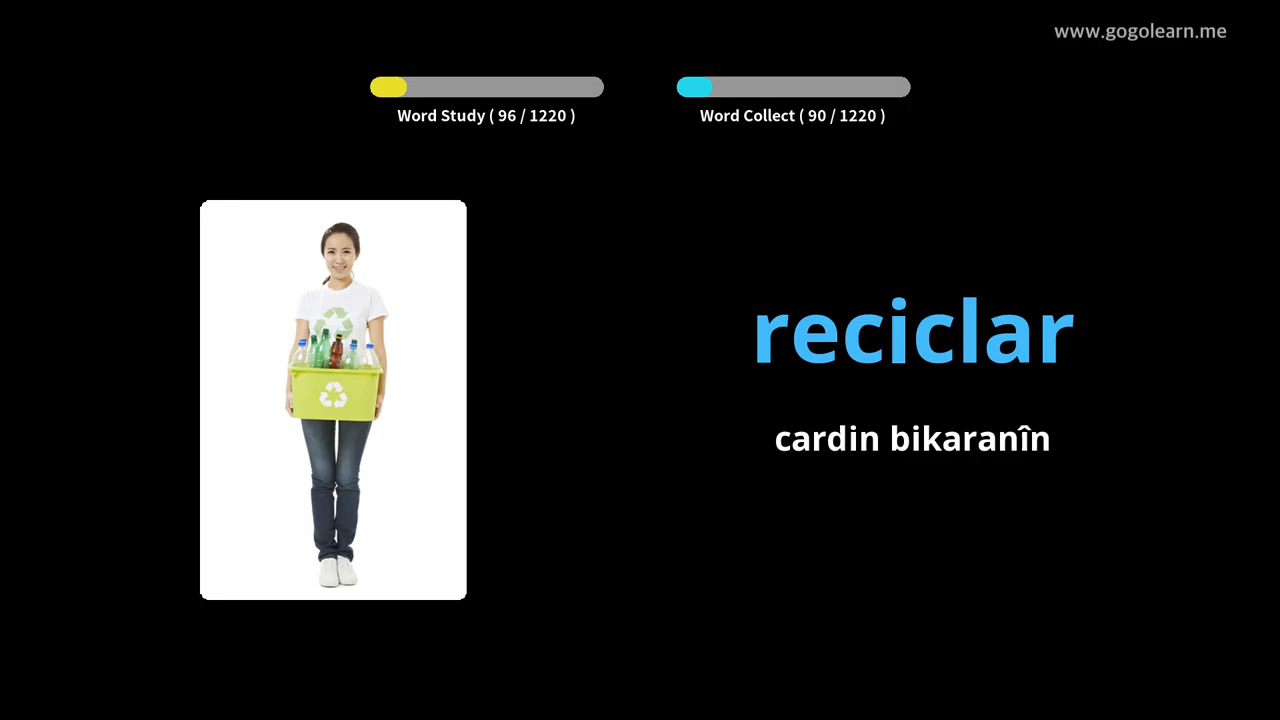 www.gogolearn.me
Word Study ( 96 / 1220 )
Word Collect ( 90 / 1220 )
reciclar
cardin bikaranîn